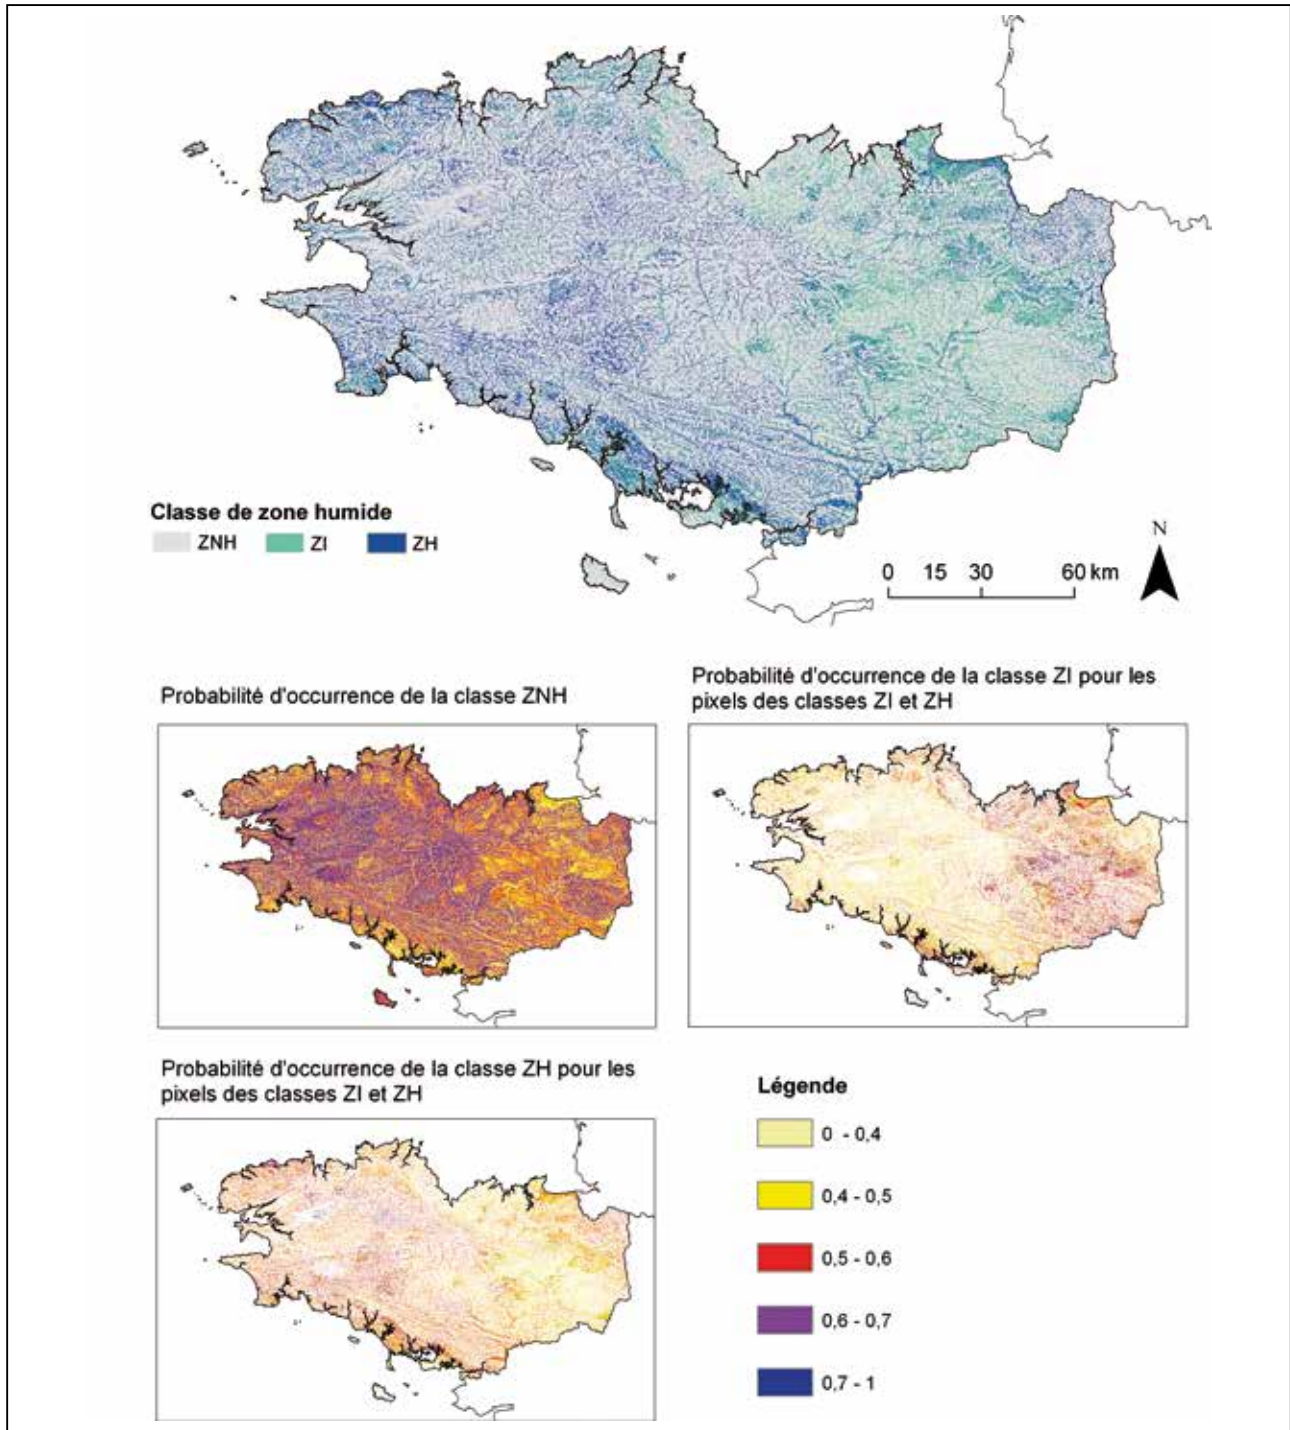 Classe de zone humide
ZNH ZI ZH
N
0 15 30 60 km
Probabilité d'occurrence de la classe ZNH
Probabilité d'occurrence de la classe ZI pour les
pixels des classes ZI et ZH
Probabilité d'occurrence de la classe ZH pour les
pixels des classes ZI et ZH
Légende
0 - 0,4
0,4 - 0,5
0,5 - 0,6
0,6 - 0,7
0,7 - 1